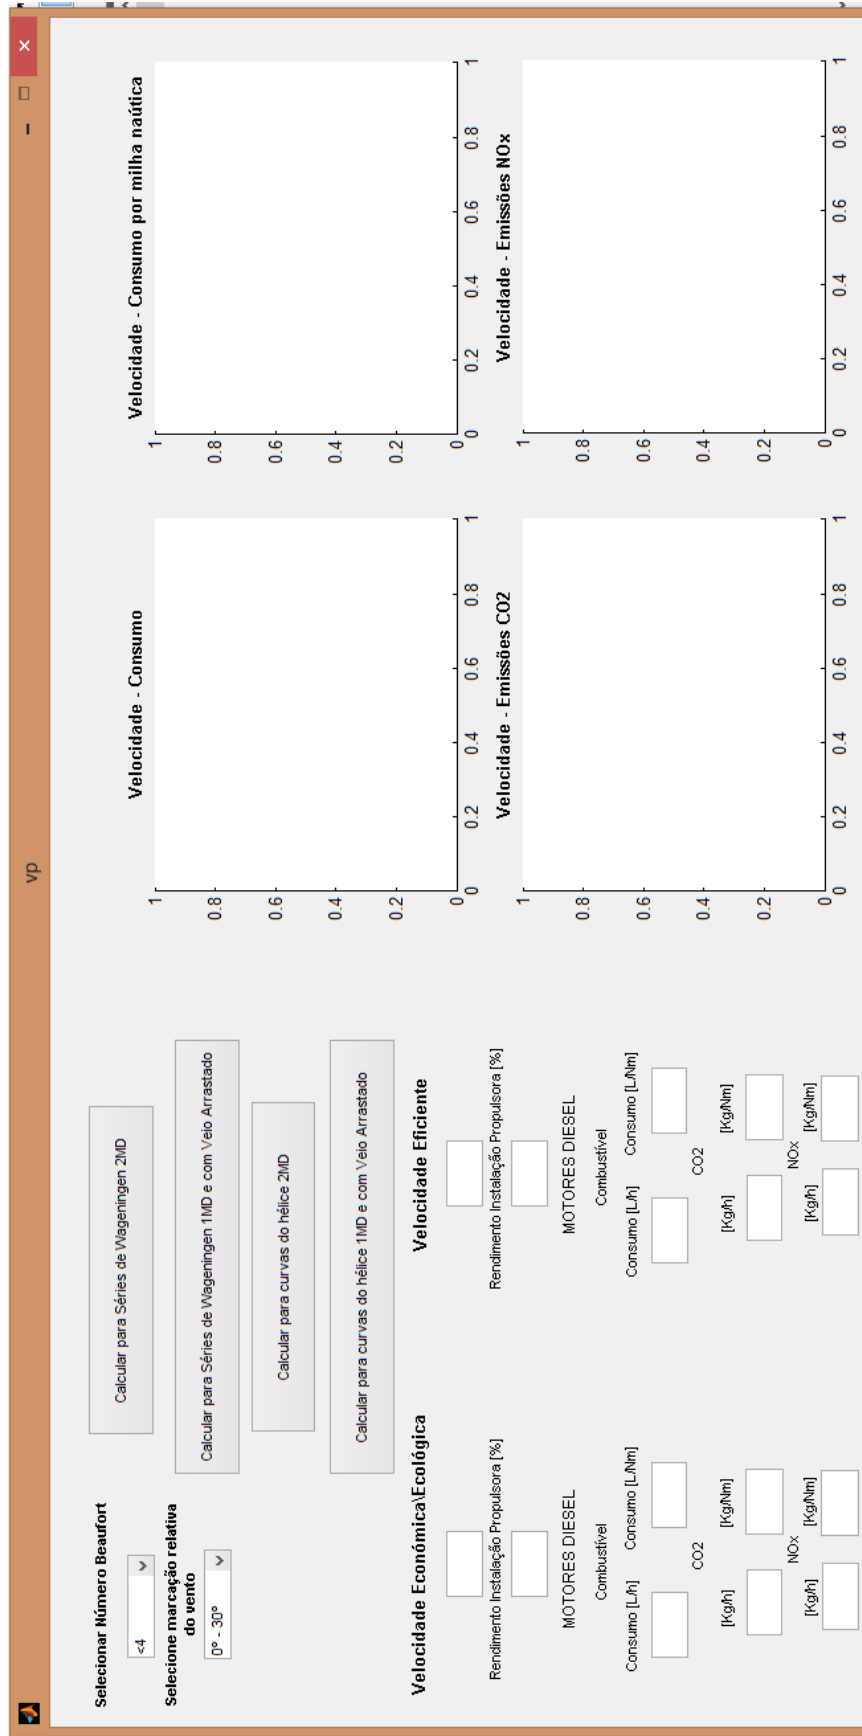 vp
Selecionar Número Beaufort
<4
Selecione marcação relativa
do vento
0º - 30º
Calcular para Séries de Wageningen 2MD
Calcular para Séries de Wageningen 1MD e com Veio Arrastado
Calcular para curvas do hélice 2MD
Calcular para curvas do hélice 1MD e com Veio Arrastado
Velocidade Económica\Ecológica
Rendimento Instalação Propulsora [%]
MOTORES DIESEL
Combustível
Consumo [L/h] Consumo [L/Nm]
CO2
[Kg/h] [Kg/Nm]
NOx
[Kg/h] [Kg/Nm]
Velocidade Eficiente
Rendimento Instalação Propulsora [%]
MOTORES DIESEL
Combustível
Consumo [L/h] Consumo [L/Nm]
CO2
[Kg/h] [Kg/Nm]
NOx
[Kg/h] [Kg/Nm]
Velocidade - Consumo
1
0.8
0.6
0.4
0.2
0
0 0.2 0.4 0.6 0.8 1
Velocidade - Consumo por milha naútica
1
0.8
0.6
0.4
0.2
0
0 0.2 0.4 0.6 0.8 1
Velocidade - Emissões CO2
1
0.8
0.6
0.4
0.2
0
0 0.2 0.4 0.6 0.8 1
Velocidade - Emissões NOx
1
0.8
0.6
0.4
0.2
0
0 0.2 0.4 0.6 0.8 1